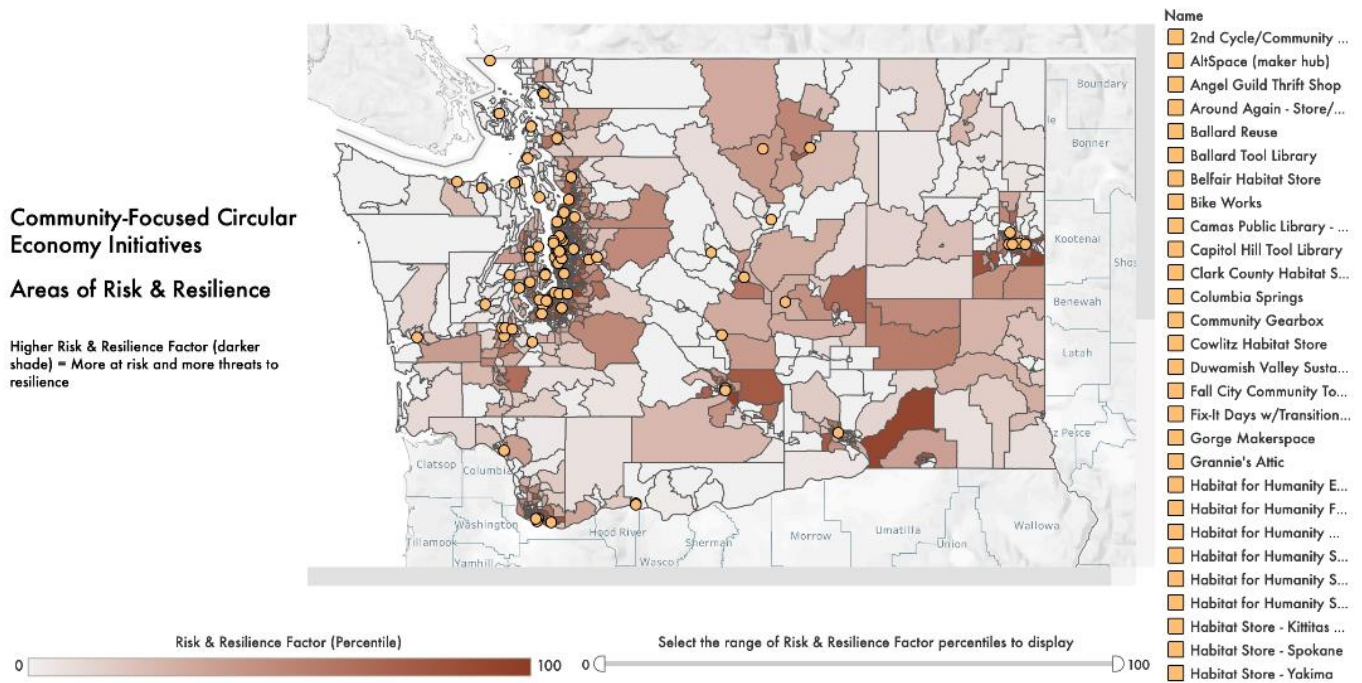 Community-Focused Circular
Economy Initiatives
Areas of Risk & Resilience
Higher Risk & Resilience Factor (darker
shade) = More at risk and more threats to
resilience
Boundary
Bonner
Kootenai
Shos
Benewah
Latah
z Perce
Clatsop
Columbia
Washington
Tillamook
Yamhill
Hood River
Wasco
Sherman
Morrow
Umatilla
Union
Wallowa
Risk & Resilience Factor (Percentile)
0
100
Select the range of Risk & Resilience Factor percentiles to display
0
100
Name
2nd Cycle/Community ...
AltSpace (maker hub)
Angel Guild Thrift Shop
Around Again - Store/...
Ballard Reuse
Ballard Tool Library
Belfair Habitat Store
Bike Works
Camas Public Library - ...
Capitol Hill Tool Library
Clark County Habitat S...
Columbia Springs
Community Gearbox
Cowlitz Habitat Store
Duwamish Valley Susta...
Fall City Community To...
Fix-It Days w/Transition...
Gorge Makerspace
Grannie's Attic
Habitat for Humanity E...
Habitat for Humanity F...
Habitat for Humanity ...
Habitat for Humanity S...
Habitat for Humanity S...
Habitat for Humanity S...
Habitat Store - Kittitas ...
Habitat Store - Spokane
Habitat Store - Yakima